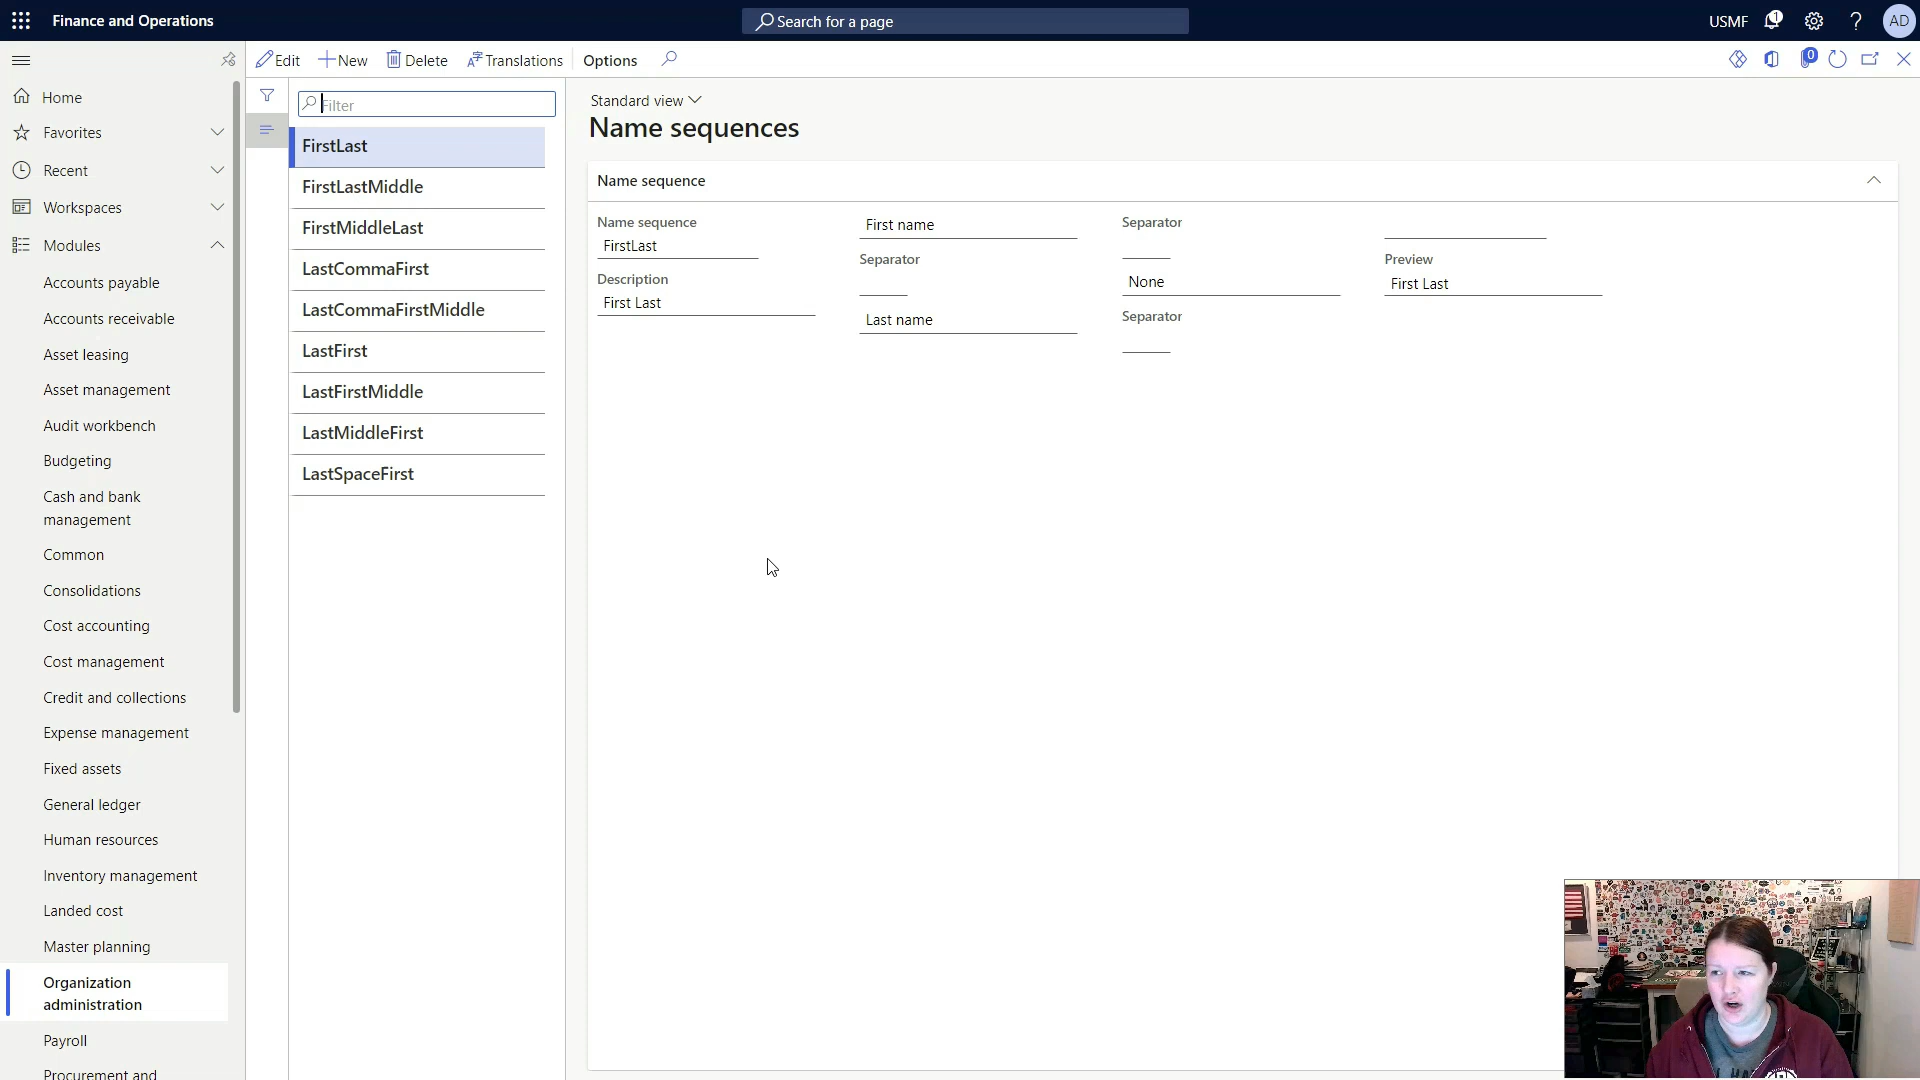 Finance and Operations
Search for a page
USMF
1
?
AD
Edit
New
Delete
Translations
Options
0
Home
Favorites
Recent
Workspaces
Modules
Accounts payable
Accounts receivable
Asset leasing
Asset management
Audit workbench
Budgeting
Cash and bank
management
Common
Consolidations
Cost accounting
Cost management
Credit and collections
Expense management
Fixed assets
General ledger
Human resources
Inventory management
Landed cost
Master planning
Organization
administration
Payroll
Procurement and
Filter
FirstLast
FirstLastMiddle
FirstMiddleLast
LastCommaFirst
LastCommaFirstMiddle
LastFirst
LastFirstMiddle
LastMiddleFirst
LastSpaceFirst
Standard view
Name sequences
Name sequence
Name sequence
FirstLast
Description
First Last
First name
Separator
Last name
Separator
None
Separator
Preview
First Last